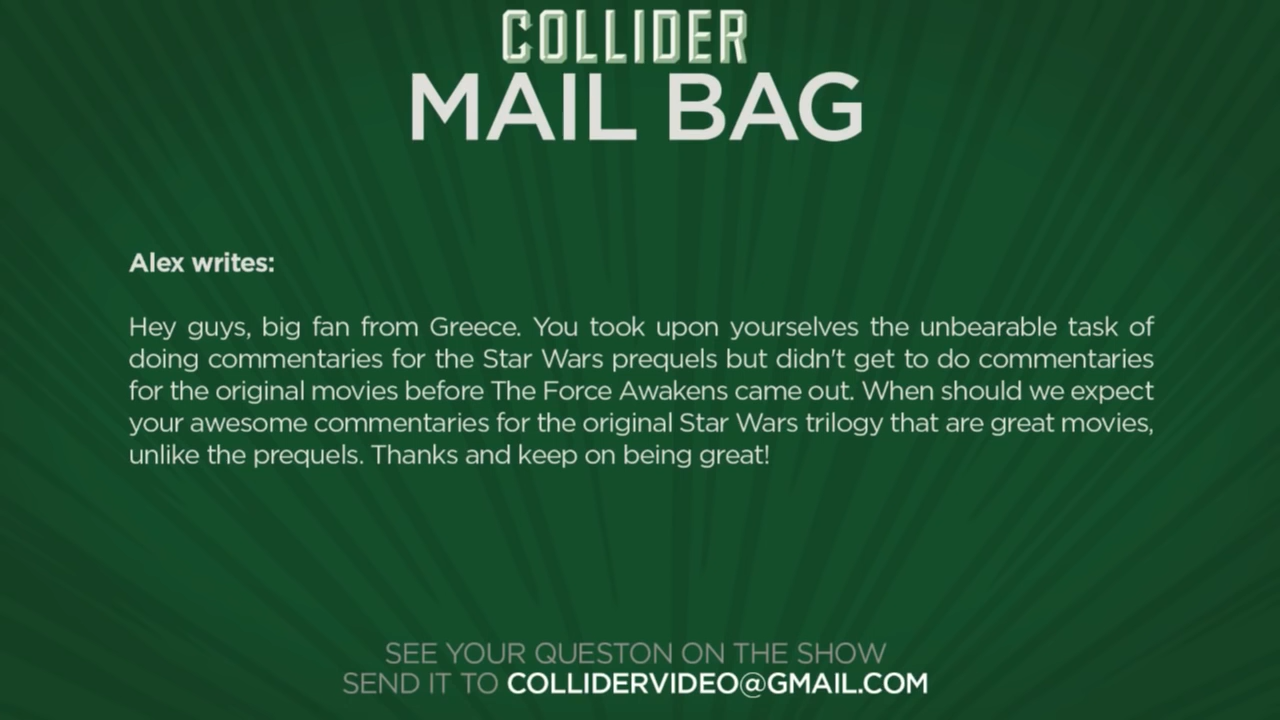 COLLIDER
MAIL BAG
Alex writes:
Hey guys, big fan from Greece. You took upon yourselves the unbearable task of
doing commentaries for the Star Wars prequels but didn't get to do commentaries
for the original movies before The Force Awakens came out. When should we expect
your awesome commentaries for the original Star Wars trilogy that are great movies,
unlike the prequels. Thanks and keep on being great!
SEE YOUR QUESTON ON THE SHOW
SEND IT TO COLLIDERVIDEO@GMAIL.COM